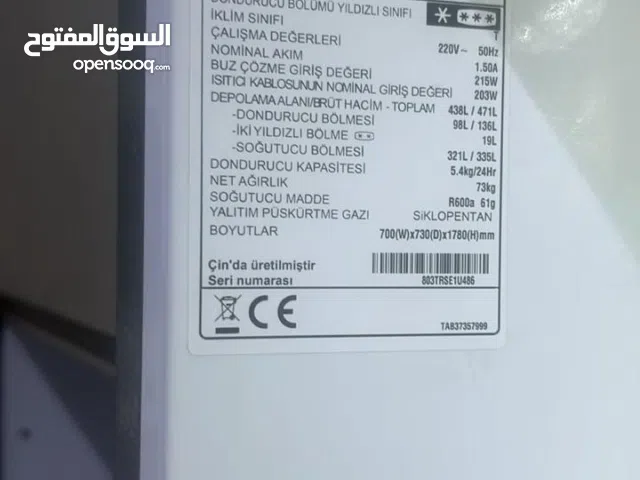 السوق المفتوح
opensooq.com
DONDURUCU BÖLÜMÜ YILDIZLI SINIFI
İKLİM SINIFI T
ÇALIŞMA DEĞERLERİ 220V~ 50Hz
NOMİNAL AKIM 1.50A
BUZ ÇÖZME GİRİŞ DEĞERİ 215W
ISITICI KABLOSUNUN NOMİNAL GİRİŞ DEĞERİ 203W
DEPOLAMA ALANI/BRÜT HACİM - TOPLAM 438L / 471L
-DONDURUCU BÖLMESİ 98L / 136L
-İKİ YILDIZLI BÖLME 19L
-SOĞUTUCU BÖLMESİ 321L / 335L
DONDURUCU KAPASİTESİ 5.4kg/24Hr
NET AĞIRLIK 73kg
SOĞUTUCU MADDE R600a 61g
YALITIM PÜSKÜRTME GAZI SİKLOPENTAN
BOYUTLAR 700(W)x730(D)x1780(H)mm
Çin'da üretilmiştir
Seri numarası 803TRSE1U486
CE
TAB37357999